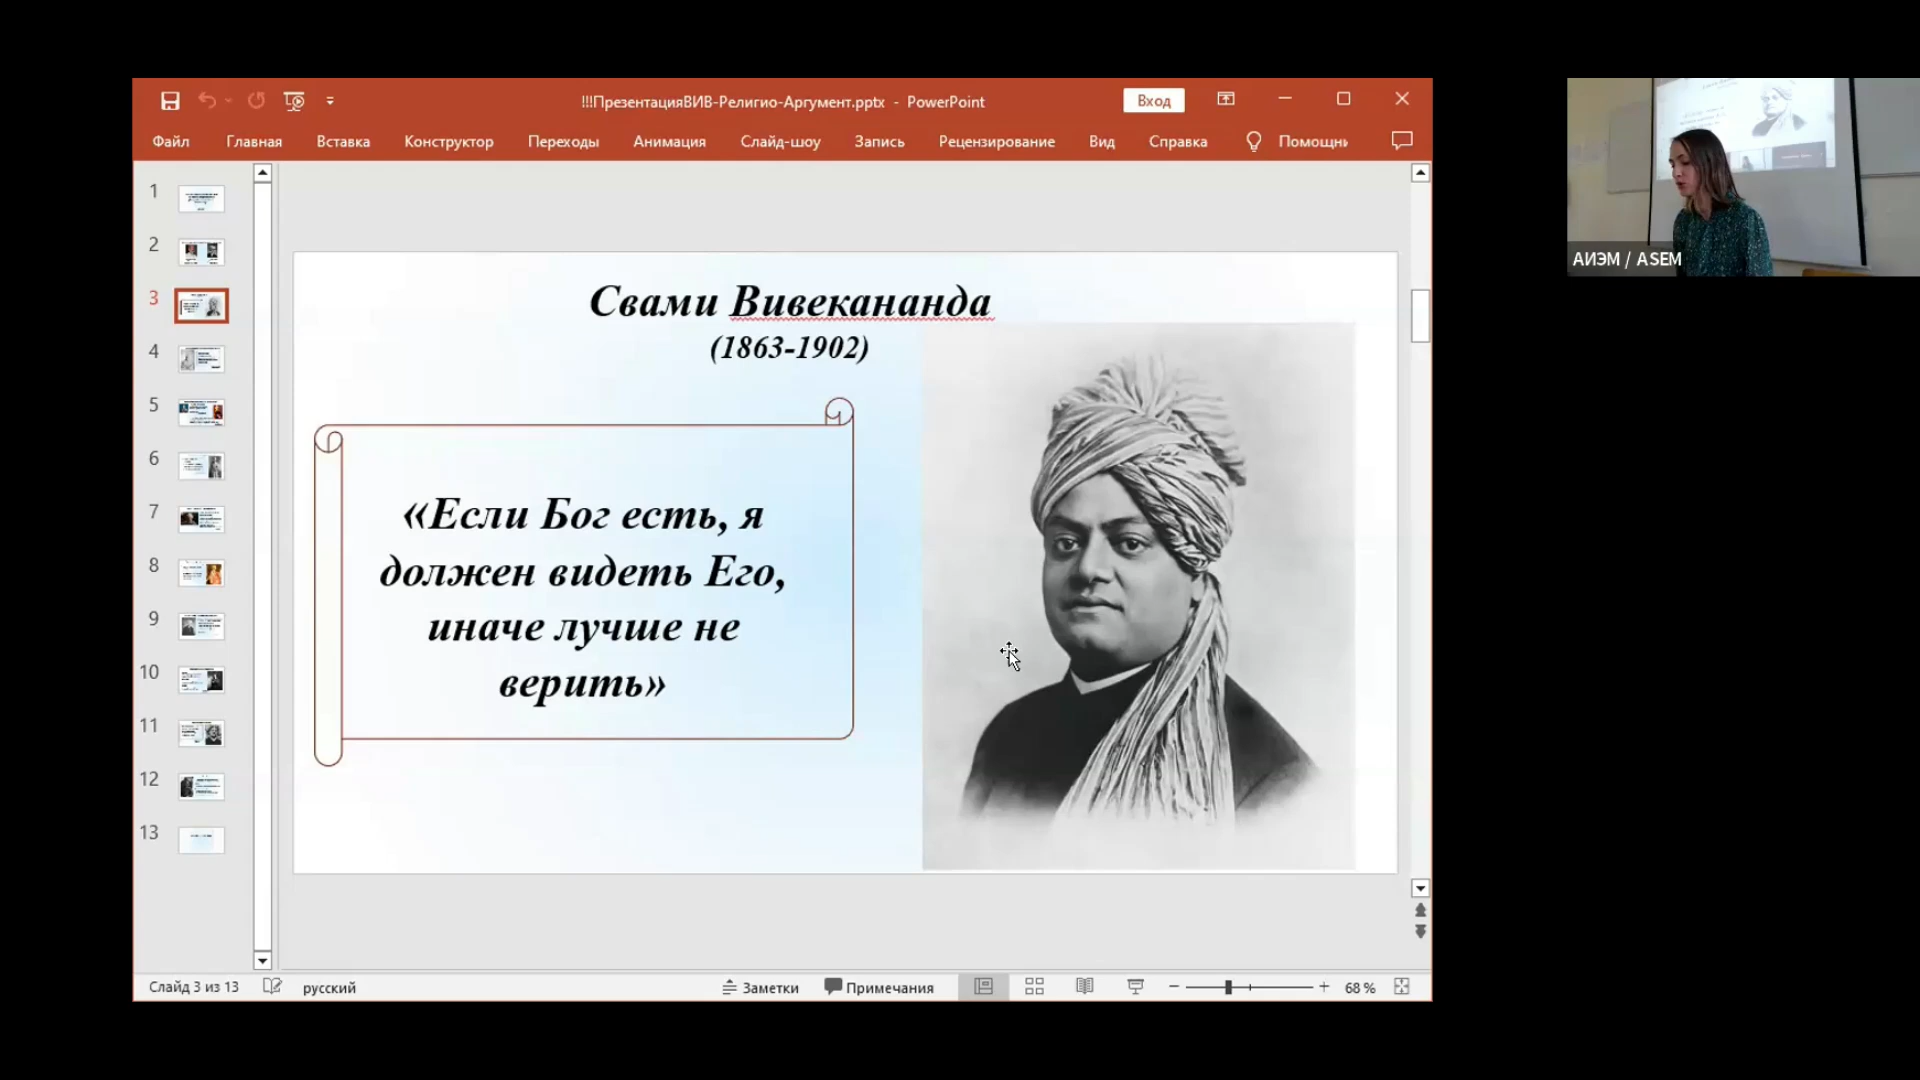 !!!ПрезентацияВИВ-Религио-Аргумент.pptx - PowerPoint
Вход
Файл Главная Вставка Конструктор Переходы Анимация Слайд-шоу Запись Рецензирование Вид Справка Помощни
1
2
3
4
5
6
7
8
9
10
11
12
13
Свами Вивекананда
(1863-1902)
«Если Бог есть, я
должен видеть Его,
иначе лучше не
верить»
АИЭМ / ASEM
Слайд 3 из 13 русский Заметки Примечания 68 %